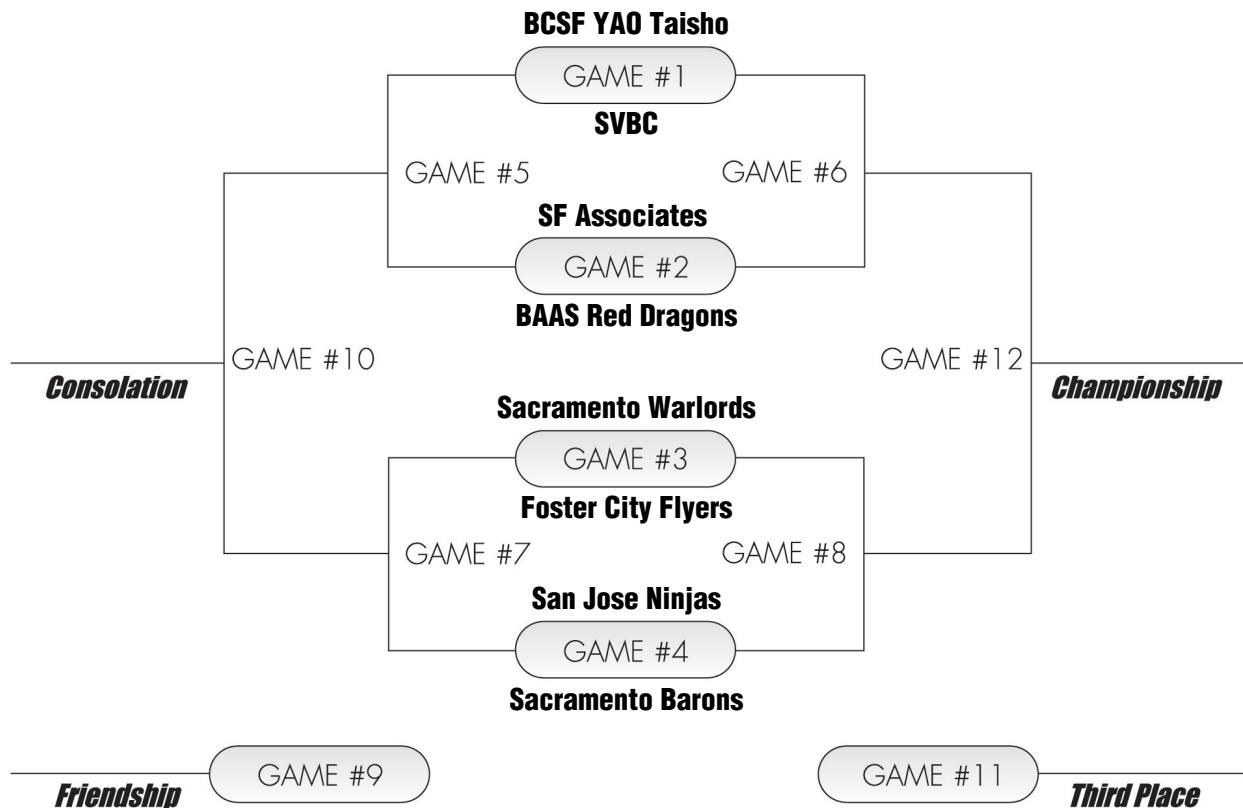 BCSF YAO Taisho
GAME #1
SVBC
GAME #5
GAME #6
SF Associates
GAME #2
BAAS Red Dragons
GAME #10
GAME #12
Consolation
Championship
Sacramento Warlords
GAME #3
Foster City Flyers
GAME #7
GAME #8
San Jose Ninjas
GAME #4
Sacramento Barons
GAME #9
GAME #11
Friendship
Third Place